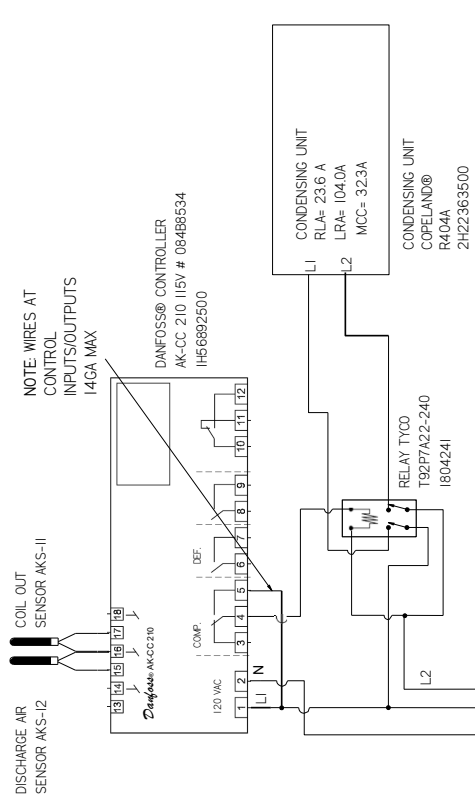 DISCHARGE AIR
SENSOR AKS-12
COIL OUT
SENSOR AKS-11
NOTE: WIRES AT
CONTROL
INPUTS/OUTPUTS
14GA MAX
13
14
15
16
17
18
Danfoss® AK-CC 210
120 VAC
COMP.
DEF.
1
2
3
4
5
6
7
8
9
10
11
12
L1
N
DANFOSS® CONTROLLER
AK-CC 210 115V # 084B8534
1H56892500
RELAY TYCO
T92P7A22-240
1804241
L2
L1
L2
CONDENSING UNIT
RLA= 23.6 A
LRA= 104.0A
MCC= 32.3A
CONDENSING UNIT
COPELAND®
R404A
2H22363500